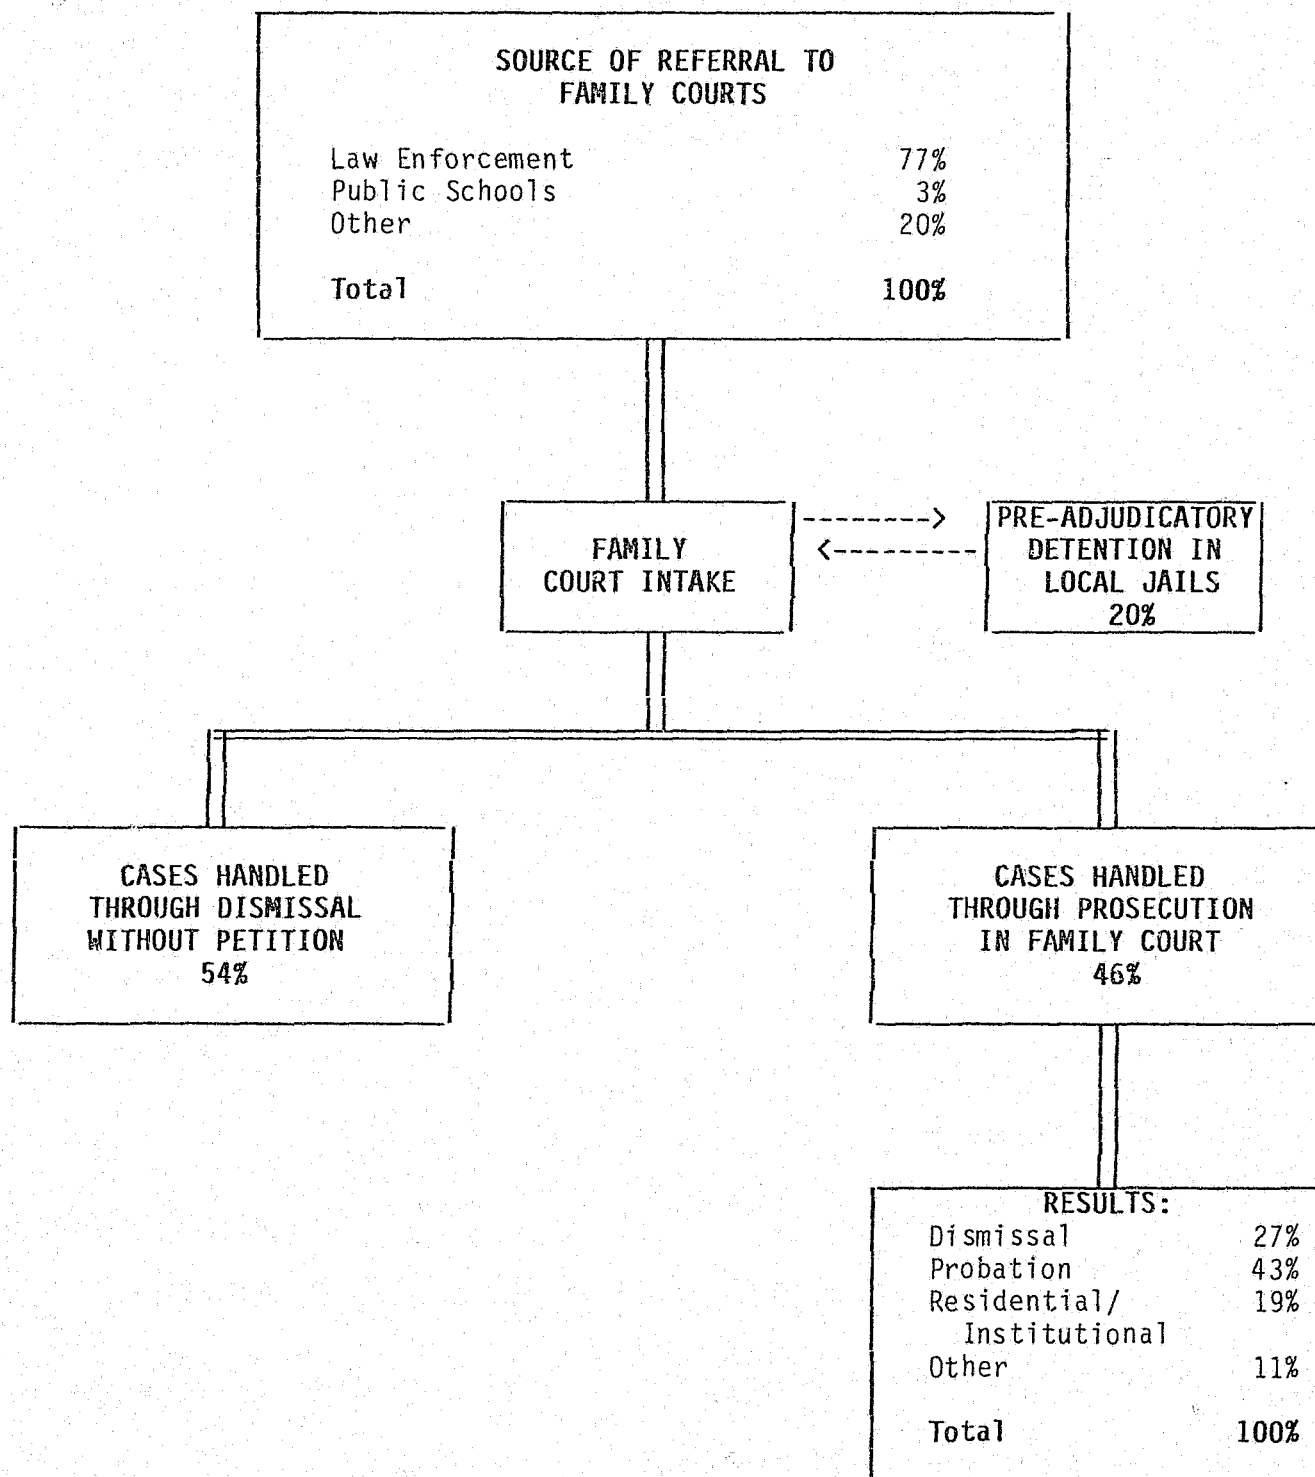 SOURCE OF REFERRAL TO
FAMILY COURTS
Law Enforcement 77%
Public Schools 3%
Other 20%
Total 100%
FAMILY
COURT INTAKE
-------->
<---------
PRE-ADJUDICATORY
DETENTION IN
LOCAL JAILS
20%
CASES HANDLED
THROUGH DISMISSAL
WITHOUT PETITION
54%
CASES HANDLED
THROUGH PROSECUTION
IN FAMILY COURT
46%
RESULTS:
Dismissal 27%
Probation 43%
Residential/ 19%
Institutional
Other 11%
Total 100%